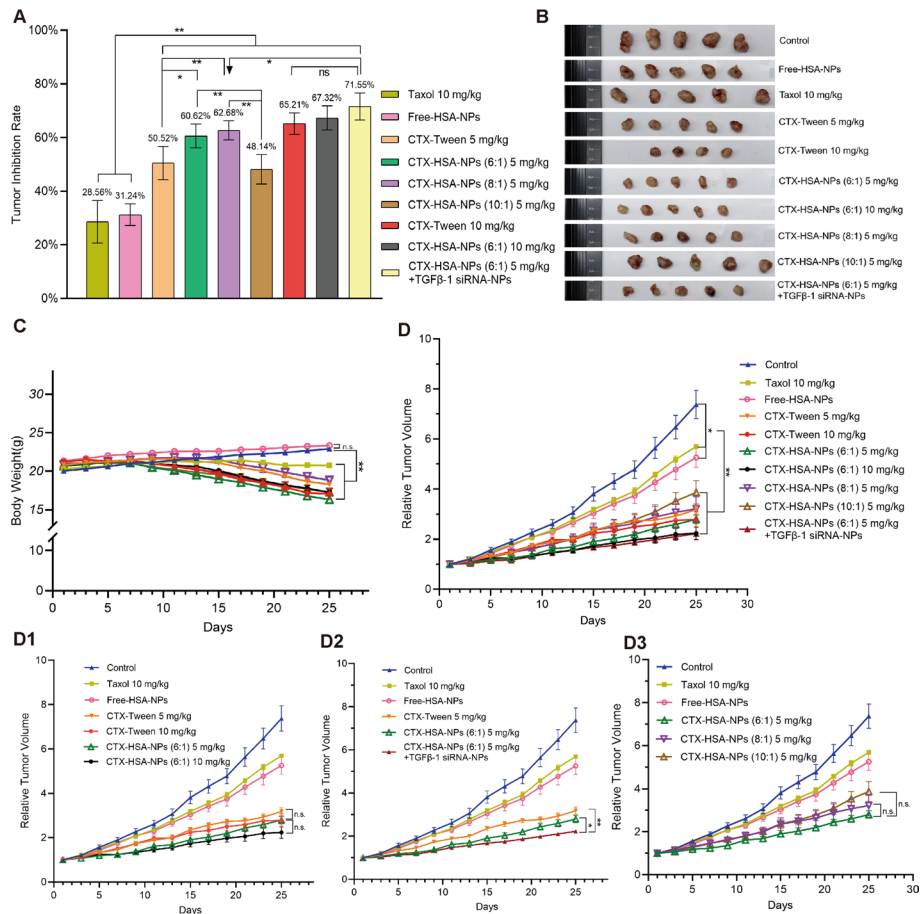 A
B
**
**
**
*
*
ns
**
**
28.56%
31.24%
50.52%
60.62%
62.68%
48.14%
65.21%
67.32%
71.55%
Tumor Inhibition Rate
100%
80%
60%
40%
20%
0%
Taxol 10 mg/kg
Free-HSA-NPs
CTX-Tween 5 mg/kg
CTX-HSA-NPs (6:1) 5 mg/kg
CTX-HSA-NPs (8:1) 5 mg/kg
CTX-HSA-NPs (10:1) 5 mg/kg
CTX-Tween 10 mg/kg
CTX-HSA-NPs (6:1) 10 mg/kg
CTX-HSA-NPs (6:1) 5 mg/kg
+TGFβ-1 siRNA-NPs
Control
Free-HSA-NPs
Taxol 10 mg/kg
CTX-Tween 5 mg/kg
CTX-Tween 10 mg/kg
CTX-HSA-NPs (6:1) 5 mg/kg
CTX-HSA-NPs (6:1) 10 mg/kg
CTX-HSA-NPs (8:1) 5 mg/kg
CTX-HSA-NPs (10:1) 5 mg/kg
CTX-HSA-NPs (6:1) 5 mg/kg
+TGFβ-1 siRNA-NPs
C
Body Weight(g)
30
25
20
15
10
5
0
0 5 10 15 20 25
Days
n.s
**
D
Relative Tumor Volume
8
6
4
2
0
0 5 10 15 20 25 30
Days
*
**
Control
Taxol 10 mg/kg
Free-HSA-NPs
CTX-Tween 5 mg/kg
CTX-Tween 10 mg/kg
CTX-HSA-NPs (6:1) 5 mg/kg
CTX-HSA-NPs (6:1) 10 mg/kg
CTX-HSA-NPs (8:1) 5 mg/kg
CTX-HSA-NPs (10:1) 5 mg/kg
CTX-HSA-NPs (6:1) 5 mg/kg
+TGFβ-1 siRNA-NPs
D1
Relative Tumor Volume
10
8
6
4
2
0
0 5 10 15 20 25
Days
Control
Taxol 10 mg/kg
Free-HSA-NPs
CTX-Tween 5 mg/kg
CTX-Tween 10 mg/kg
CTX-HSA-NPs (6:1) 5 mg/kg
CTX-HSA-NPs (6:1) 10 mg/kg
n.s.
n.s.
D2
Relative Tumor Volume
10
8
6
4
2
0
0 5 10 15 20 25
Days
Control
Taxol 10 mg/kg
Free-HSA-NPs
CTX-Tween 5 mg/kg
CTX-HSA-NPs (6:1) 5 mg/kg
CTX-HSA-NPs (6:1) 5 mg/kg
+TGFβ-1 siRNA-NPs
*
**
D3
Relative Tumor Volume
10
8
6
4
2
0
0 5 10 15 20 25 30
Days
Control
Taxol 10 mg/kg
Free-HSA-NPs
CTX-HSA-NPs (6:1) 5 mg/kg
CTX-HSA-NPs (8:1) 5 mg/kg
CTX-HSA-NPs (10:1) 5 mg/kg
n.s.
n.s.